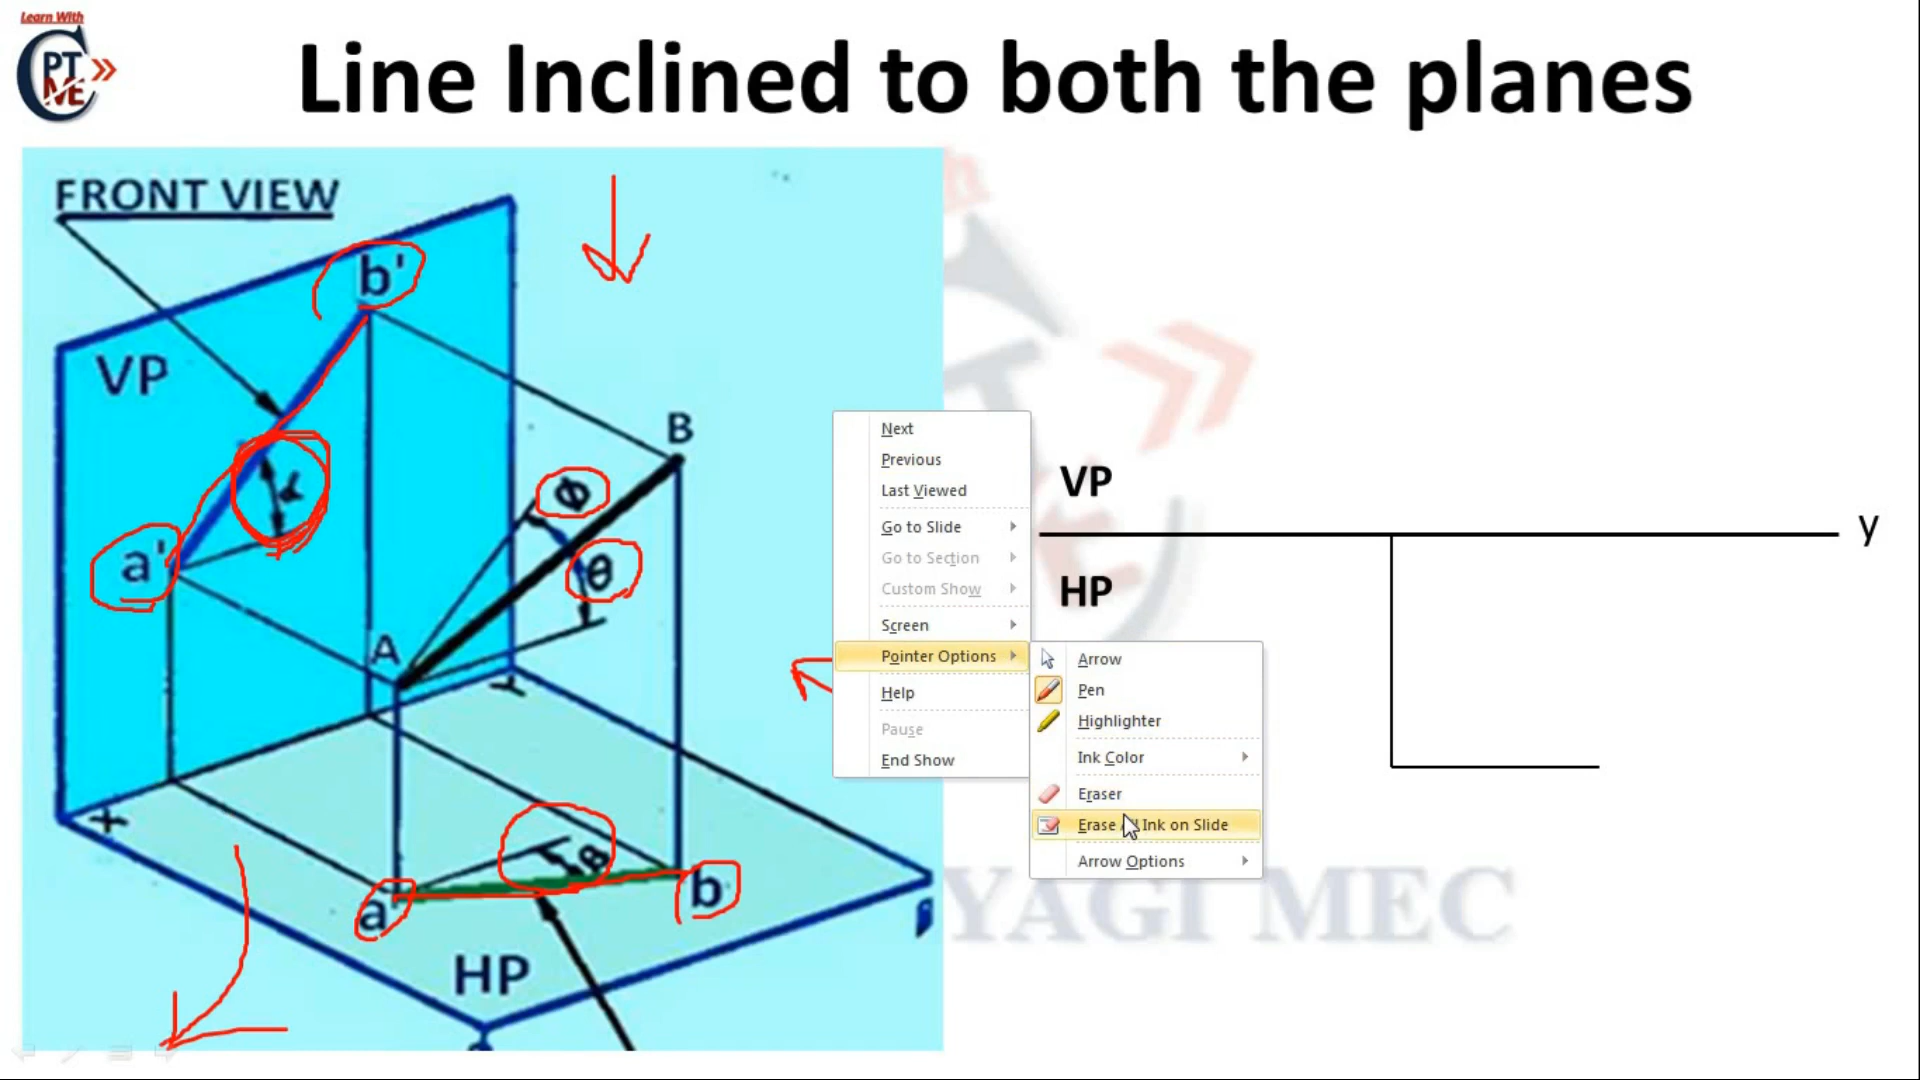 Learn With
PT
ME
Line Inclined to both the planes
FRONT VIEW
b'
VP
α
a'
B
Φ
θ
A
X
Y
β
a
b
HP
Next
Previous
Last Viewed
Go to Slide
Go to Section
Custom Show
Screen
Pointer Options
Help
Pause
End Show
Arrow
Pen
Highlighter
Ink Color
Eraser
Erase All Ink on Slide
Arrow Options
VP
y
HP
YAGI MEC